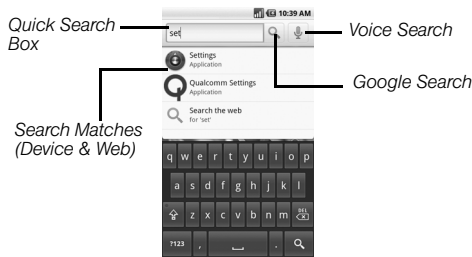 10:39 AM
Quick Search
Box
set
Voice Search
Settings
Application
Google Search
Qualcomm Settings
Application
Search the web
for 'set'
Search Matches
(Device & Web)
q w e r t y u i o p
a s d f g h j k l
z x c v b n m DEL
?123 , .